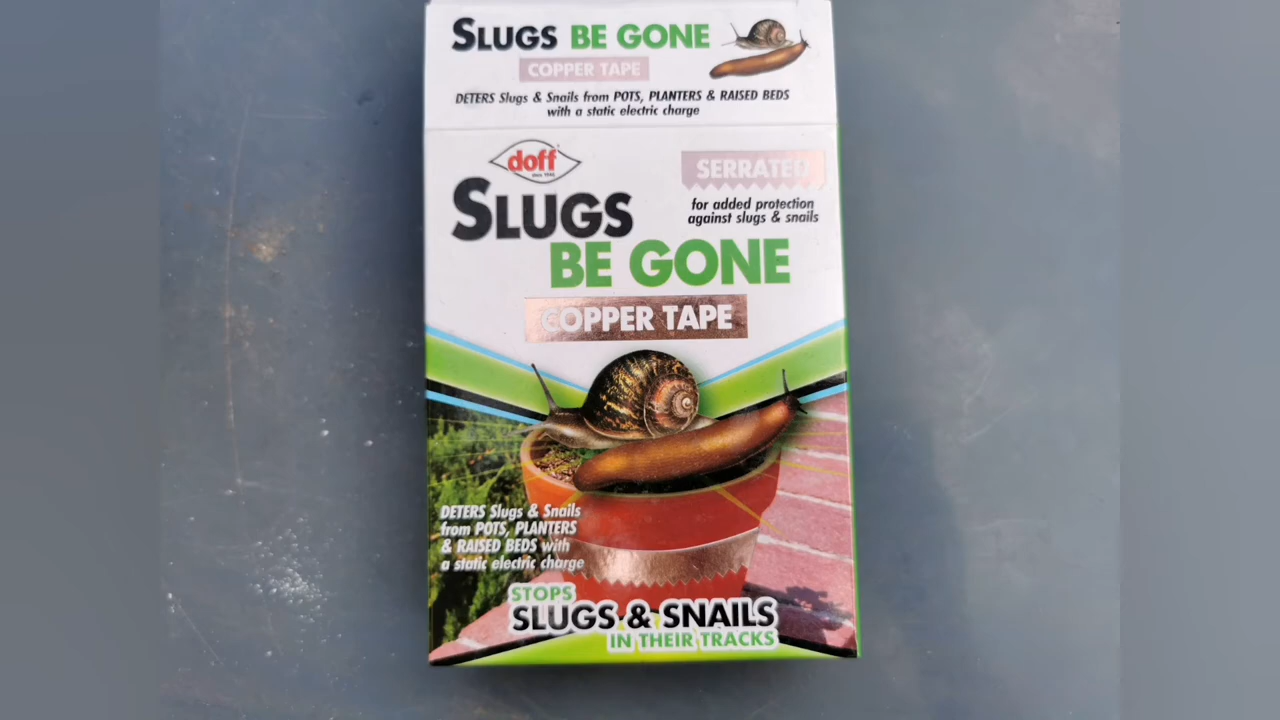 SLUGS BE GONE
COPPER TAPE
DETERS Slugs & Snails from POTS, PLANTERS & RAISED BEDS
with a static electric charge
doff
since 1946
SERRATED
for added protection
against slugs & snails
SLUGS
BE GONE
COPPER TAPE
DETERS Slugs & Snails
from POTS, PLANTERS
& RAISED BEDS with
a static electric charge
STOPS
SLUGS & SNAILS
IN THEIR TRACKS